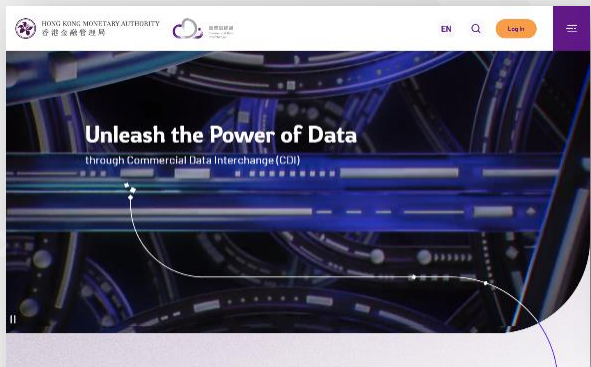 HONG KONG MONETARY AUTHORITY
香港金融管理局
EN
Log In
Unleash the Power of Data
through Commercial Data Interchange (CDI)